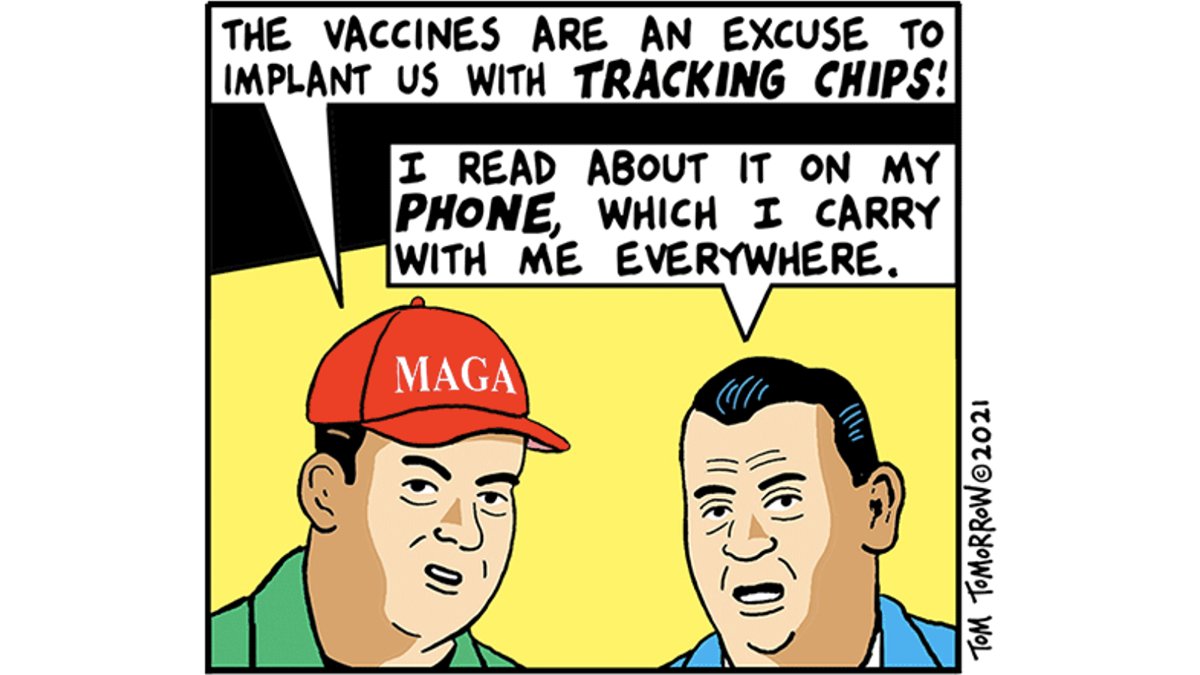 THE VACCINES ARE AN EXCUSE TO
IMPLANT US WITH TRACKING CHIPS!
I READ ABOUT IT ON MY
PHONE, WHICH I CARRY
WITH ME EVERYWHERE.
MAGA
TOM TOMORROW©2021